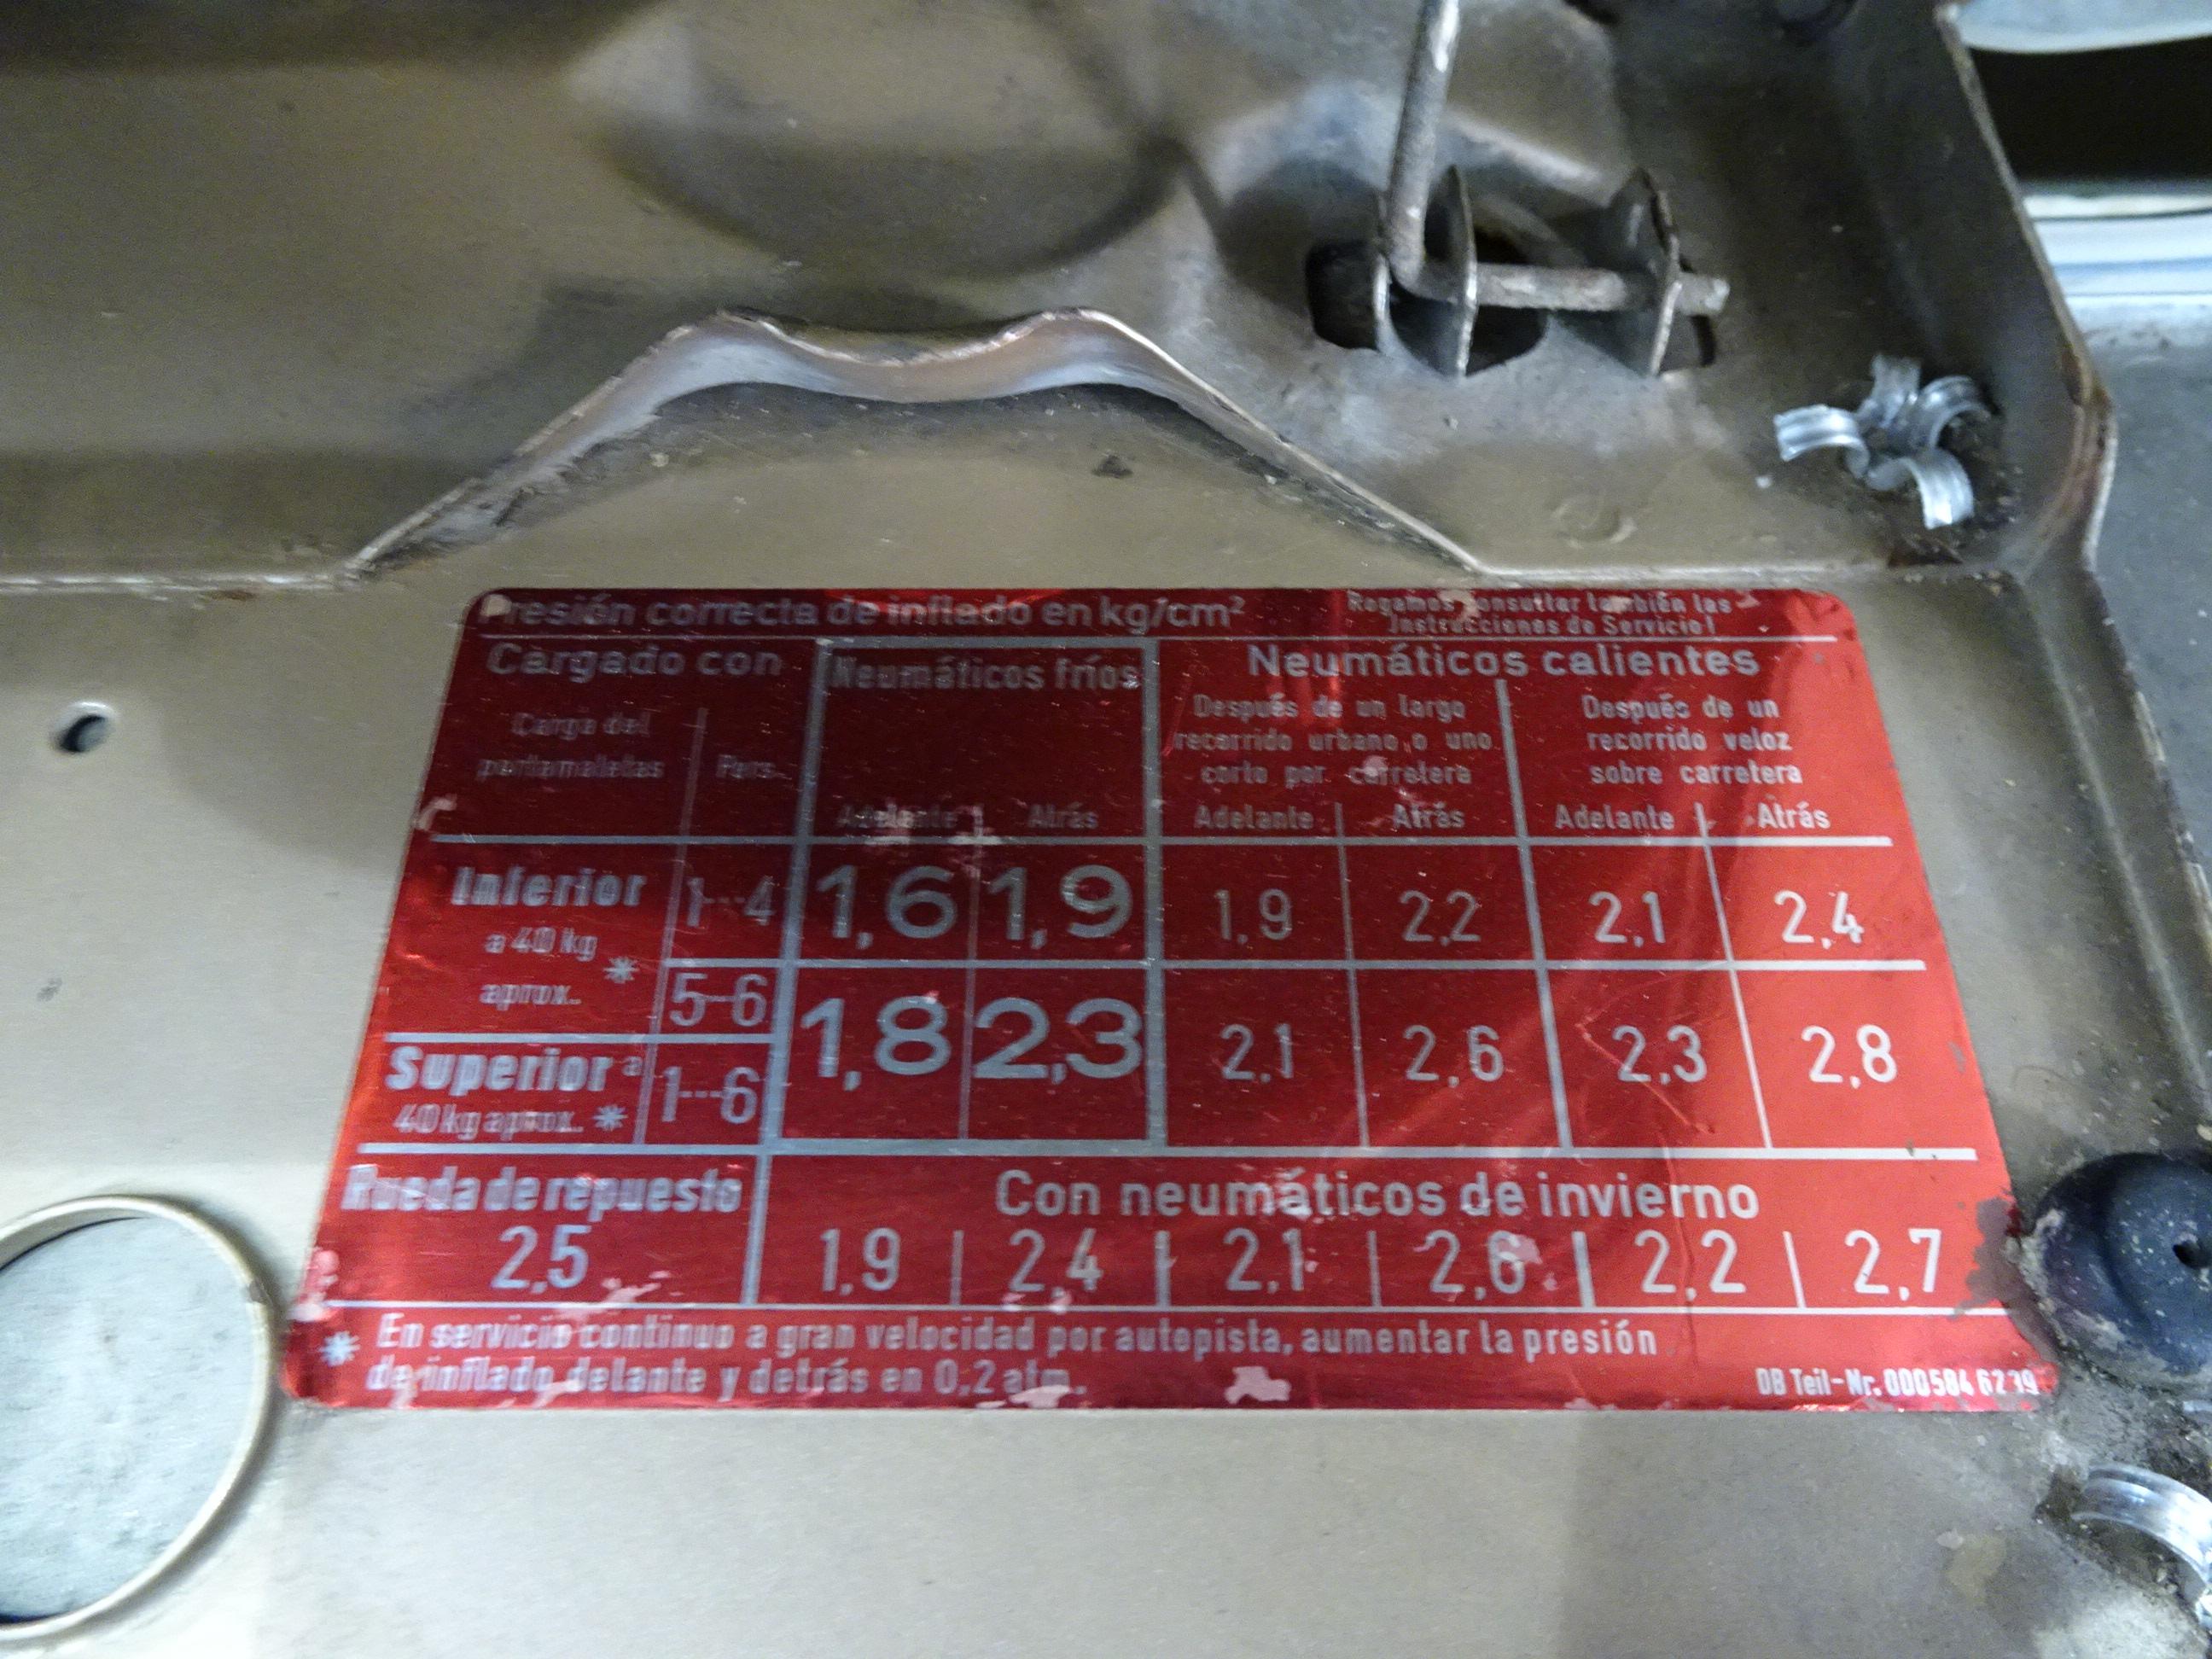 Presión correcta de inflado en kg/cm²
Rogamos consultar también las
Instrucciones de Servicio!
Cargado con
Neumáticos fríos
Neumáticos calientes
Carga del
portamaletas
Pers.
Después de un largo
recorrido urbano o uno
corto por carretera
Después de un
recorrido veloz
sobre carretera
Adelante Atrás Adelante Atrás Adelante Atrás
Inferior
a 40 kg
aprox. *
1--4 1,6 1,9 1,9 2,2 2,1 2,4
5-6 1,8 2,3 2,1 2,6 2,3 2,8
Superior a
40 kg aprox. *
1--6
Rueda de repuesto
2,5
Con neumáticos de invierno
1,9 2,4 2,1 2,6 2,2 2,7
* En servicio continuo a gran velocidad por autopista, aumentar la presión
de inflado delante y detrás en 0,2 atm.
DB Teil-Nr. 000584 62